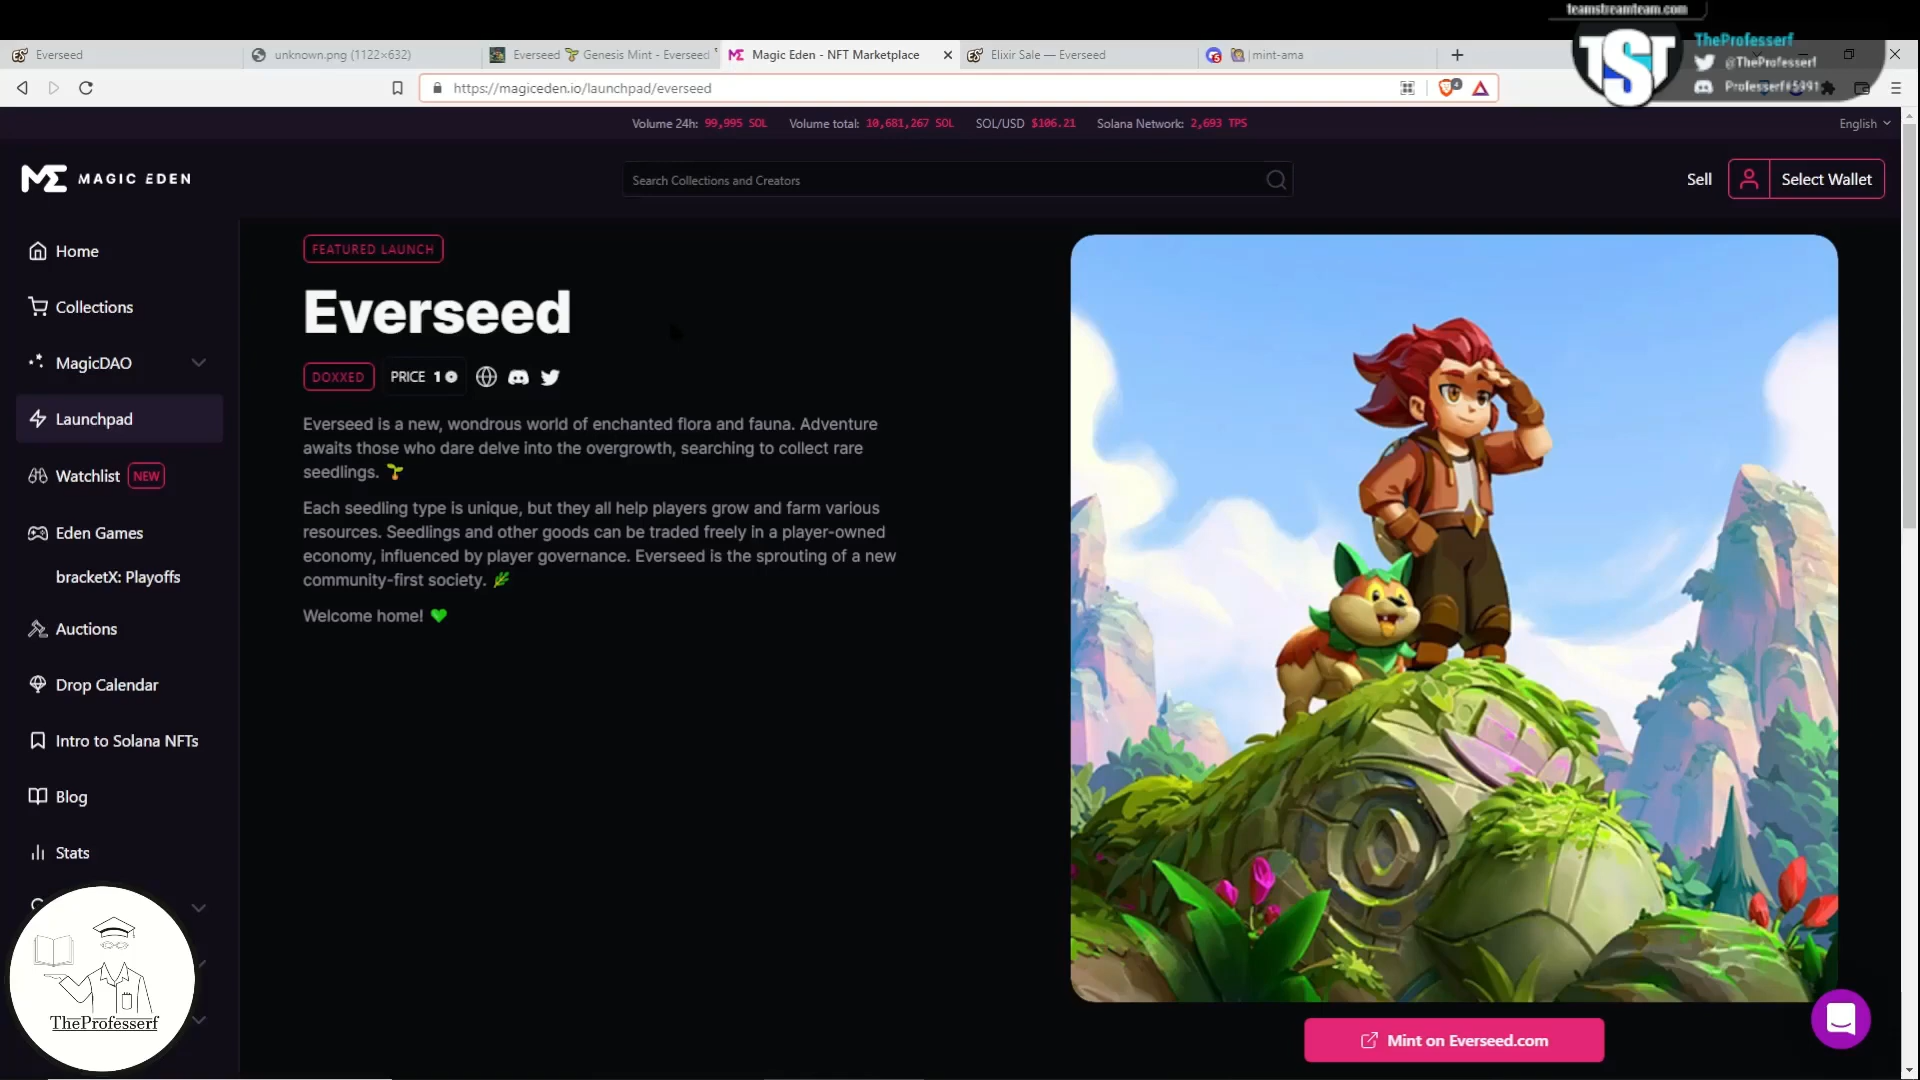 teamstreamteam.com
TST
TheProfesserf
@TheProfesserf
Professerf#5391
Everseed
unknown.png (1122×632)
Everseed 🌱 Genesis Mint - Everseed
Magic Eden - NFT Marketplace
Elixir Sale — Everseed
mint-ama
https://magiceden.io/launchpad/everseed
4
Volume 24h: 99,995 SOL Volume total: 10,681,267 SOL SOL/USD $106.21 Solana Network: 2,693 TPS
English
ME MAGIC EDEN
Search Collections and Creators
Sell
Select Wallet
Home
Collections
MagicDAO
Launchpad
Watchlist NEW
Eden Games
bracketX: Playoffs
Auctions
Drop Calendar
Intro to Solana NFTs
Blog
Stats
TheProfesserf
FEATURED LAUNCH
Everseed
DOXXED PRICE 1
Everseed is a new, wondrous world of enchanted flora and fauna. Adventure
awaits those who dare delve into the overgrowth, searching to collect rare
seedlings. 🌱
Each seedling type is unique, but they all help players grow and farm various
resources. Seedlings and other goods can be traded freely in a player-owned
economy, influenced by player governance. Everseed is the sprouting of a new
community-first society. 🌿
Welcome home! 💚
Mint on Everseed.com